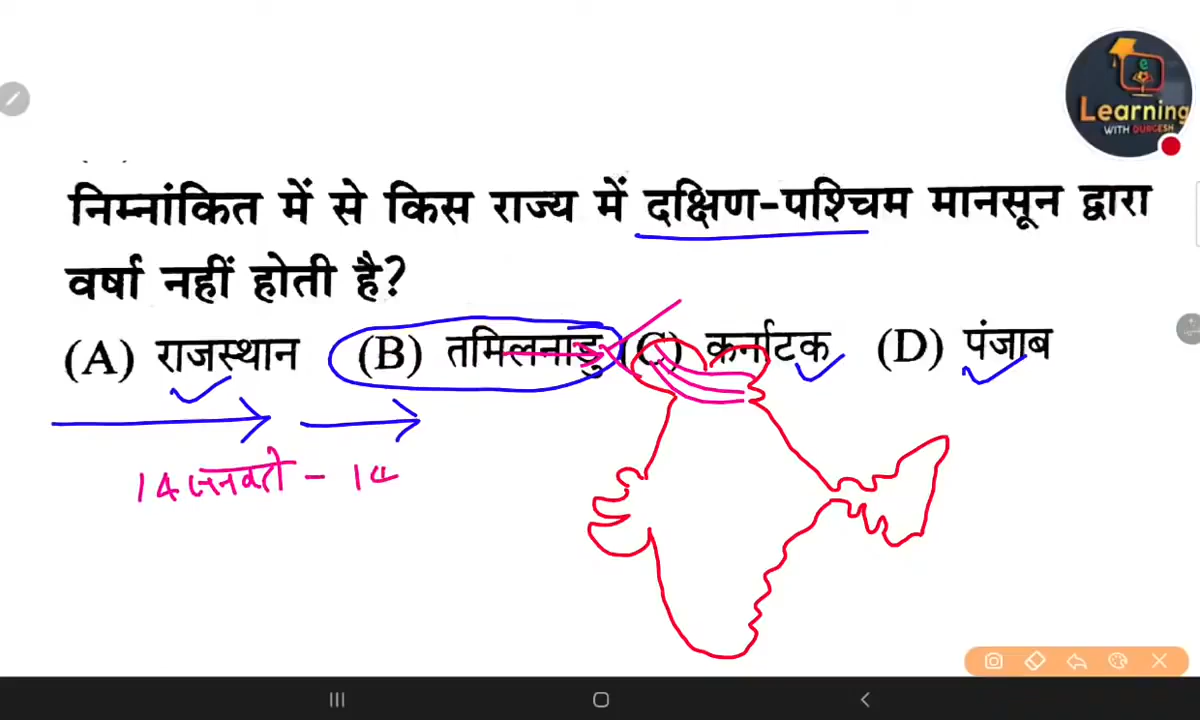 e
Learning
WITH DURGESH
निम्नांकित में से किस राज्य में दक्षिण-पश्चिम मानसून द्वारा
वर्षा नहीं होती है?
(A) राजस्थान (B) तमिलनाडु (C) कर्नाटक (D) पंजाब
14 जनवरी - 14